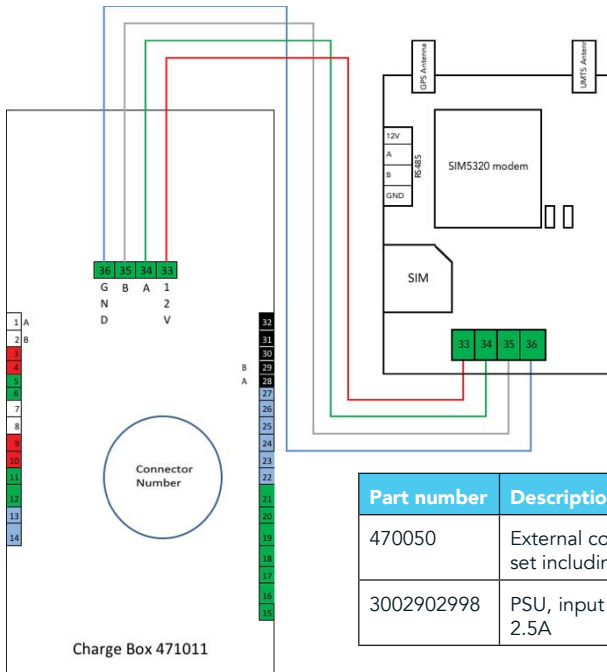 GPS Antenna
UMTS Antenn
12V
A
B
GND
RS485
SIM5320 modem
SIM
33 34 35 36
36 35 34 33
G B A 1
N 2
D V
1 A
2 B
3
4
5
6
7
8
9
10
11
12
13
14
32
31
30
B 29
A 28
27
26
25
24
23
22
21
20
19
18
17
16
15
Connector
Number
Charge Box 471011
Part number Descriptio
470050 External co
set includin
3002902998 PSU, input
2.5A